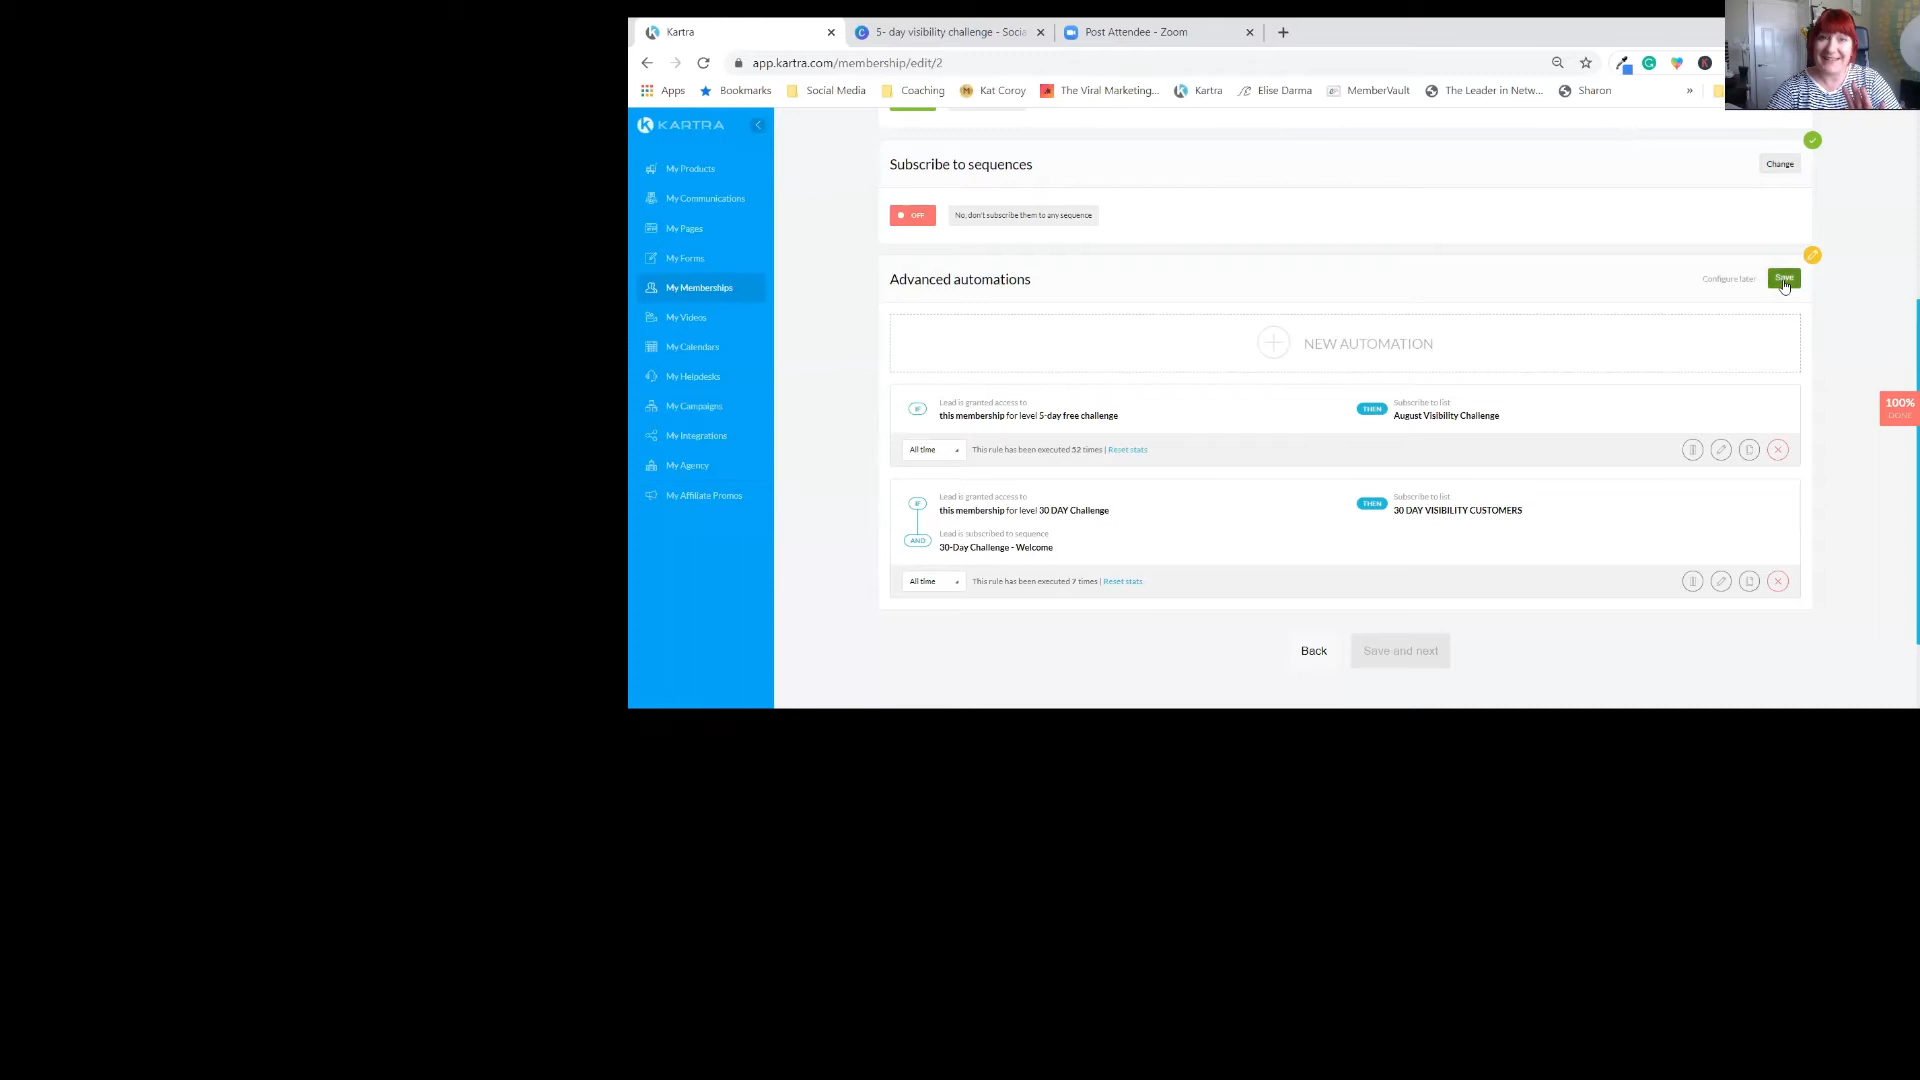 Kartra
5- day visibility challenge - Socia
Post Attendee - Zoom
app.kartra.com/membership/edit/2
Apps
Bookmarks
Social Media
Coaching
Kat Coroy
The Viral Marketing...
Kartra
Elise Darma
MemberVault
The Leader in Netw...
Sharon
»
KARTRA
My Products
My Communications
My Pages
My Forms
My Memberships
My Videos
My Calendars
My Helpdesks
My Campaigns
My Integrations
My Agency
My Affiliate Promos
Subscribe to sequences
Change
OFF
No, don't subscribe them to any sequence
Advanced automations
Configure later
Save
NEW AUTOMATION
IF
Lead is granted access to
this membership for level 5-day free challenge
THEN
Subscribe to list
August Visibility Challenge
All time
This rule has been executed 52 times | Reset stats
IF
Lead is granted access to
this membership for level 30 DAY Challenge
AND
Lead is subscribed to sequence
30-Day Challenge - Welcome
THEN
Subscribe to list
30 DAY VISIBILITY CUSTOMERS
All time
This rule has been executed 7 times | Reset stats
Back
Save and next
100%
DONE